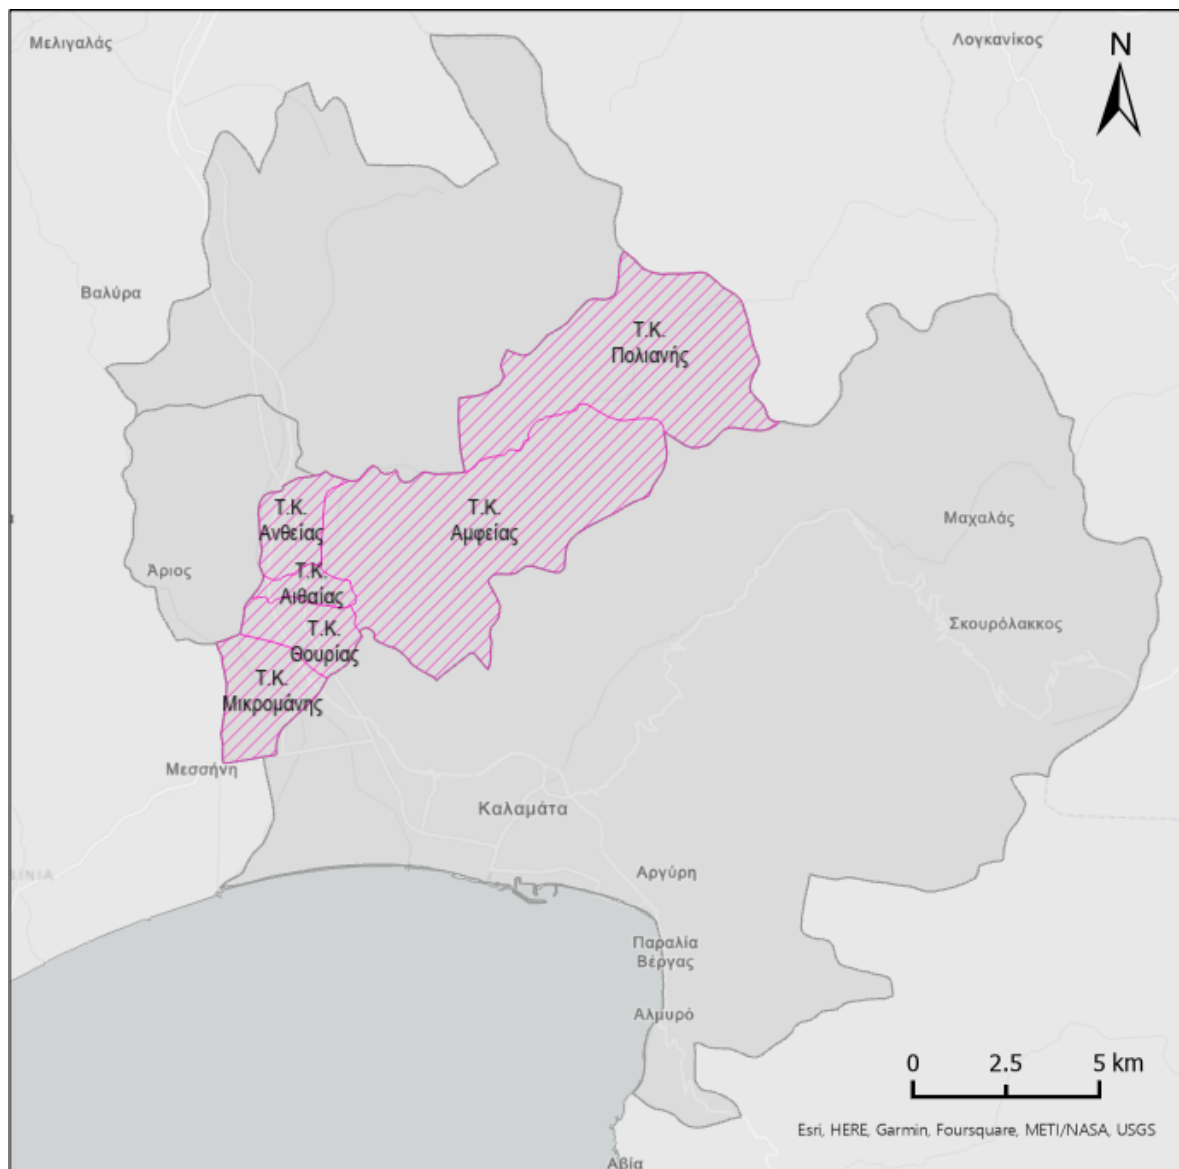 Μελιγαλάς
Λογκανίκος
N
Βαλύρα
Τ.Κ.
Πολιανής
Τ.Κ.
Ανθείας
Τ.Κ.
Αμφείας
Μαχαλάς
Άριος
Τ.Κ.
Αιθαίας
Τ.Κ.
Θουρίας
Σκουρόλακκος
Τ.Κ.
Μικρομάνης
Μεσσήνη
Καλαμάτα
Αργύρη
LINIA
Παραλία
Βέργας
Αλμυρό
0 2.5 5 km
Esri, HERE, Garmin, Foursquare, METI/NASA, USGS
Αβία